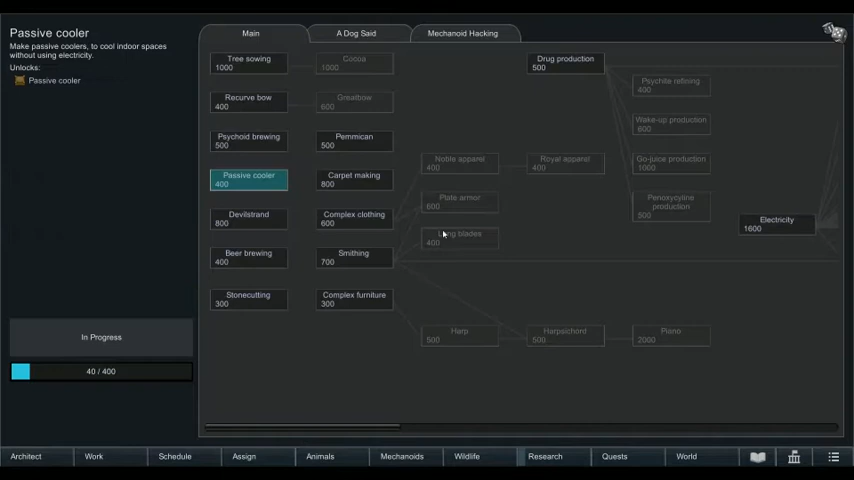 Passive cooler
Make passive coolers, to cool indoor spaces
without using electricity.
Unlocks:
Passive cooler
In Progress
40 / 400
Main
A Dog Said
Mechanoid Hacking
Tree sowing
1000
Cocoa
1000
Drug production
500
Psychite refining
400
Recurve bow
400
Greatbow
600
Wake-up production
600
Psychoid brewing
500
Pemmican
500
Noble apparel
400
Royal apparel
400
Go-juice production
1000
Passive cooler
400
Carpet making
800
Plate armor
600
Penoxycyline
production
500
Devilstrand
800
Complex clothing
600
Long blades
400
Electricity
1600
Beer brewing
400
Smithing
700
Stonecutting
300
Complex furniture
300
Harp
500
Harpsichord
500
Piano
2000
Architect
Work
Schedule
Assign
Animals
Mechanoids
Wildlife
Research
Quests
World